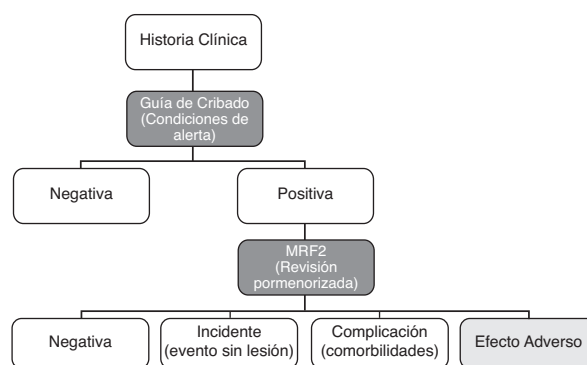 Historia Clínica
Guía de Cribado
(Condiciones de
alerta)
Negativa
Positiva
MRF2
(Revisión
pormenorizada)
Negativa
Incidente
(evento sin lesión)
Complicación
(comorbilidades)
Efecto Adverso